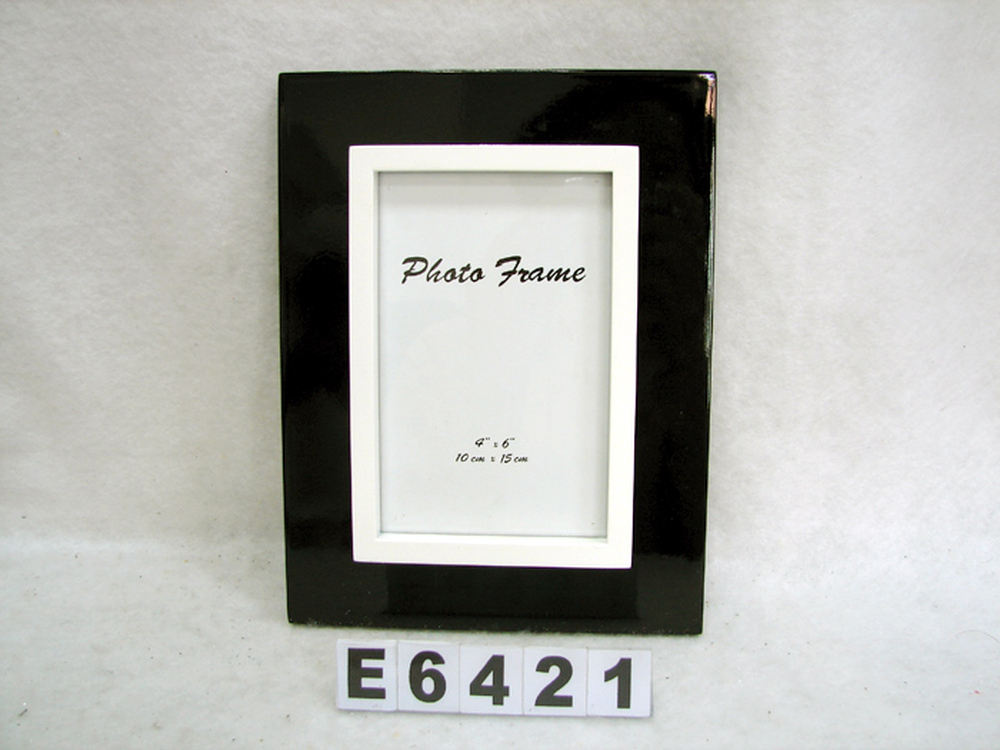 Photo Frame
4" x 6"
10 cm x 15 cm
E6421